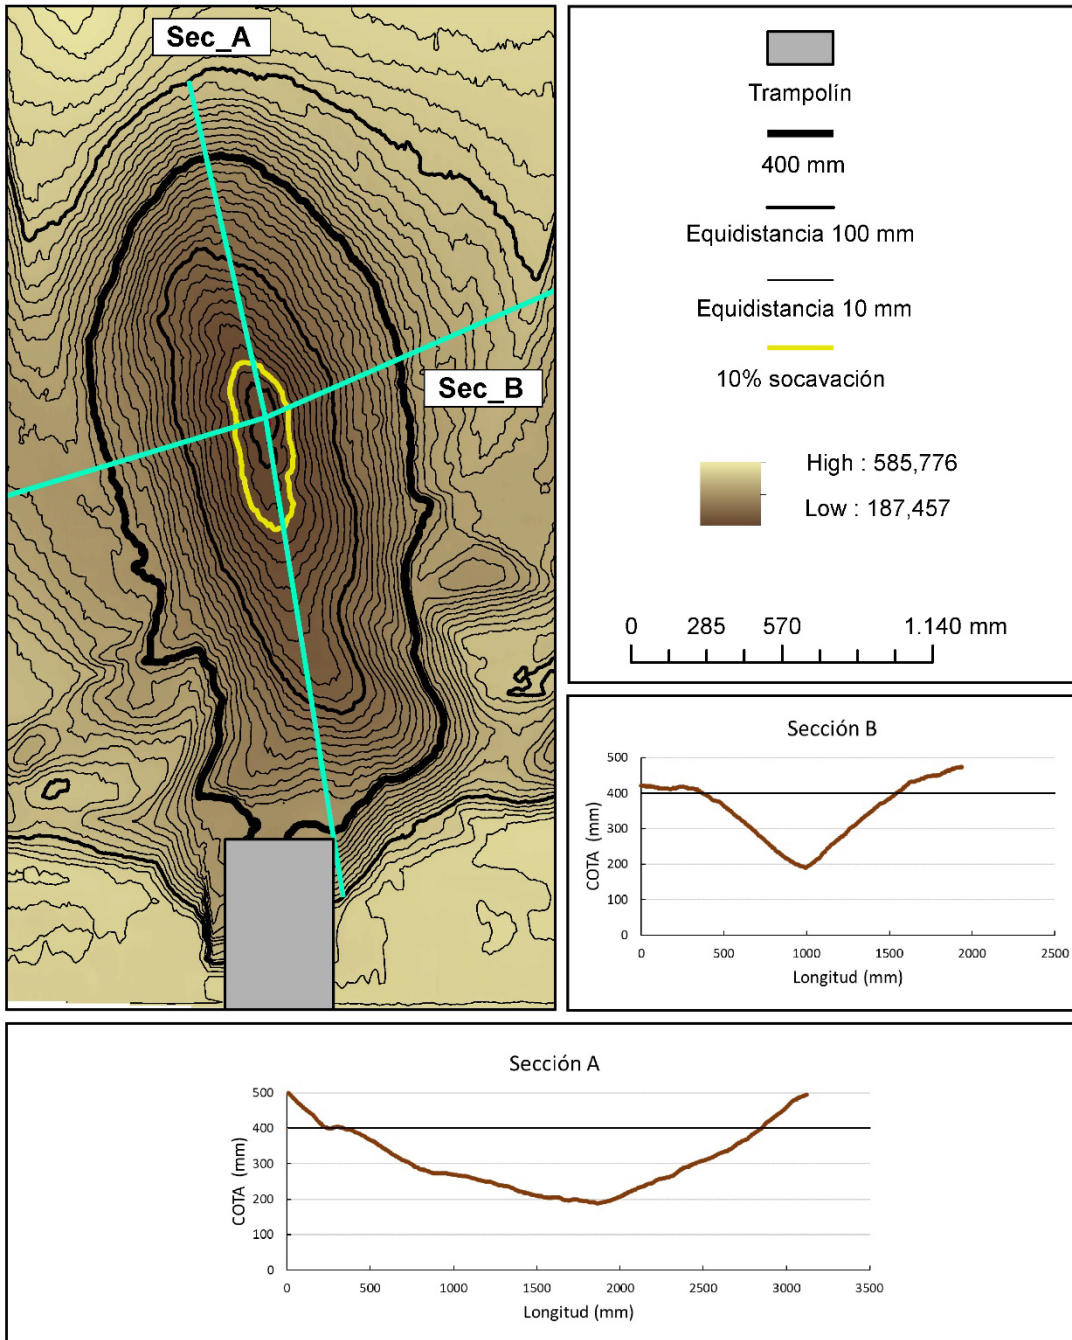 Sec_A
Sec_B
Trampolín
400 mm
Equidistancia 100 mm
Equidistancia 10 mm
10% socavación
High : 585,776
Low : 187,457
0 285 570 1.140 mm
Sección B
500
400
300
200
100
0
COTA (mm)
0 500 1000 1500 2000 2500
Longitud (mm)
Sección A
500
400
300
200
100
0
COTA (mm)
0 500 1000 1500 2000 2500 3000 3500
Longitud (mm)